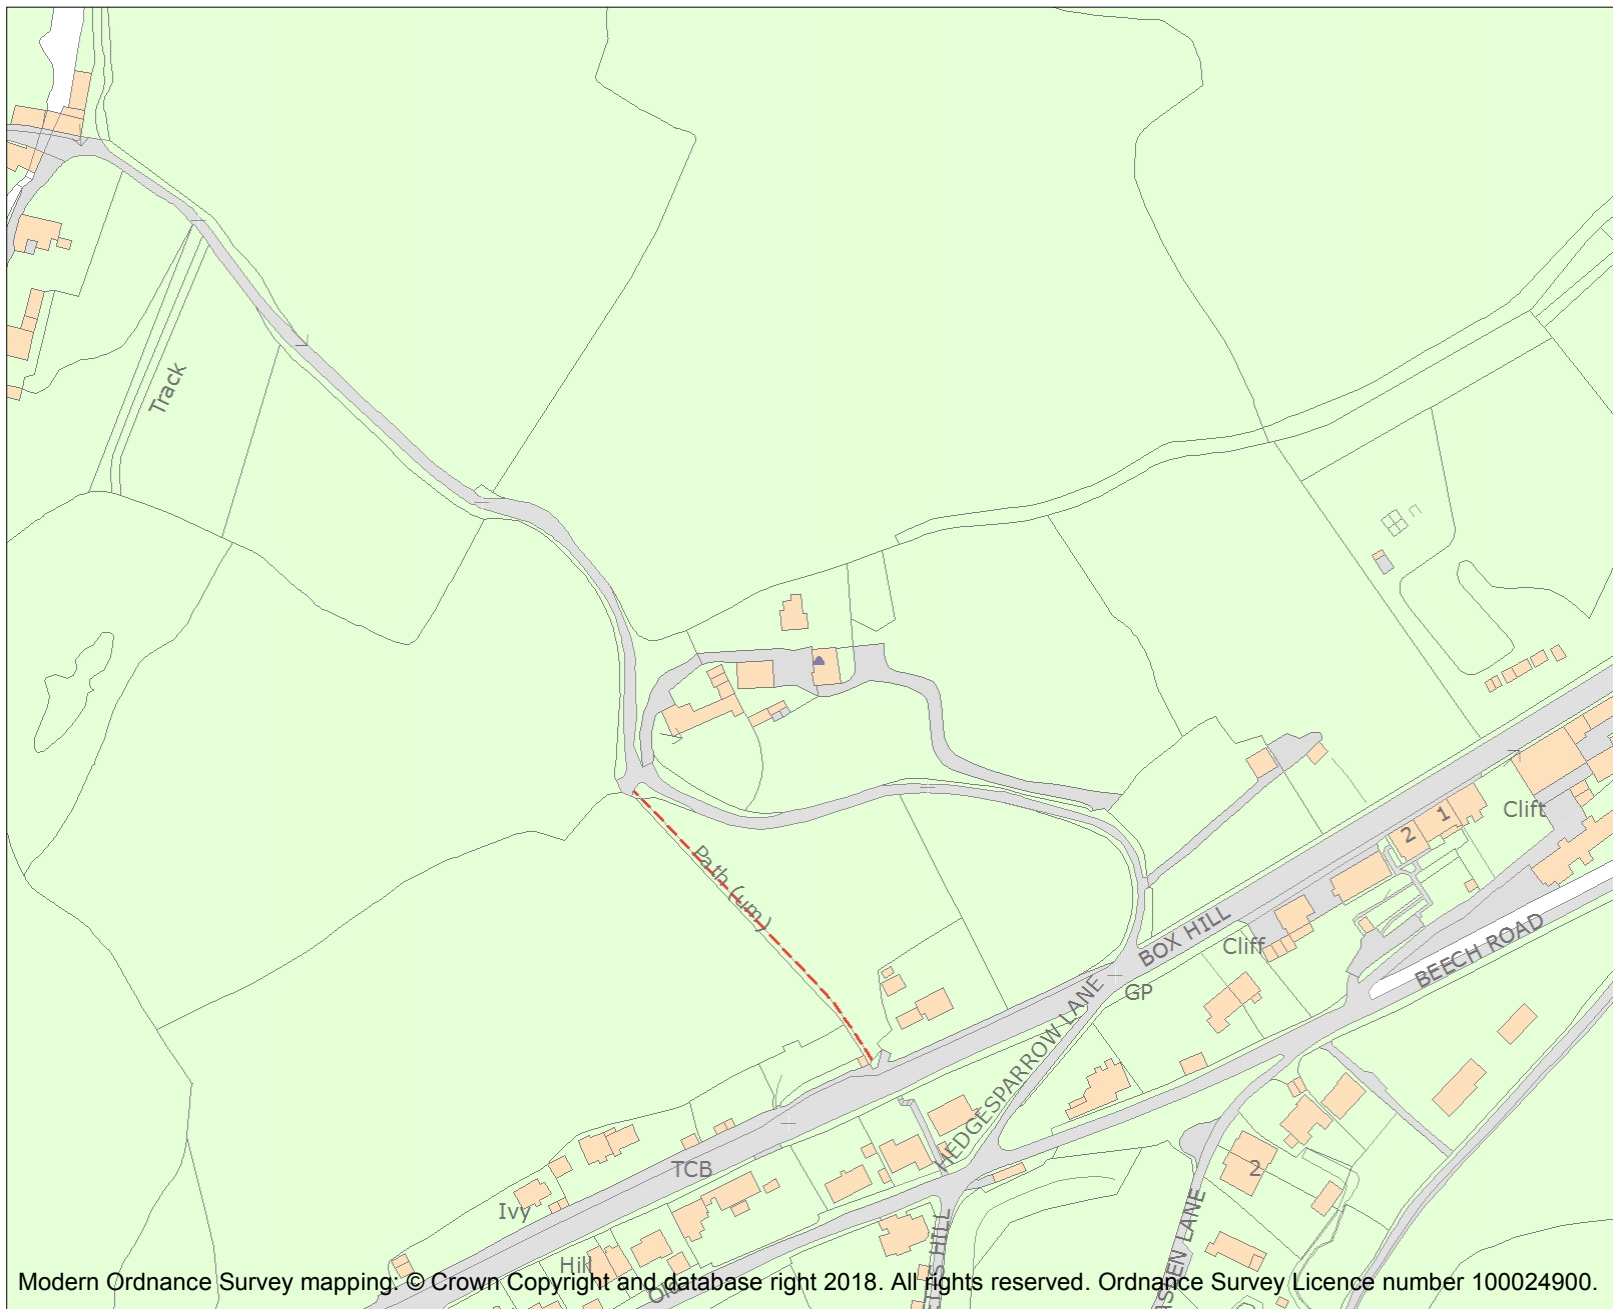 Track
Path (um)
BOX HILL
HEDGESPARROW LANE
GP
Cliff
Clift
1
2
BEECH ROAD
TCB
Ivy
Hill
2
Modern Ordnance Survey mapping: © Crown Copyright and database right 2018. All rights reserved. Ordnance Survey Licence number 100024900.